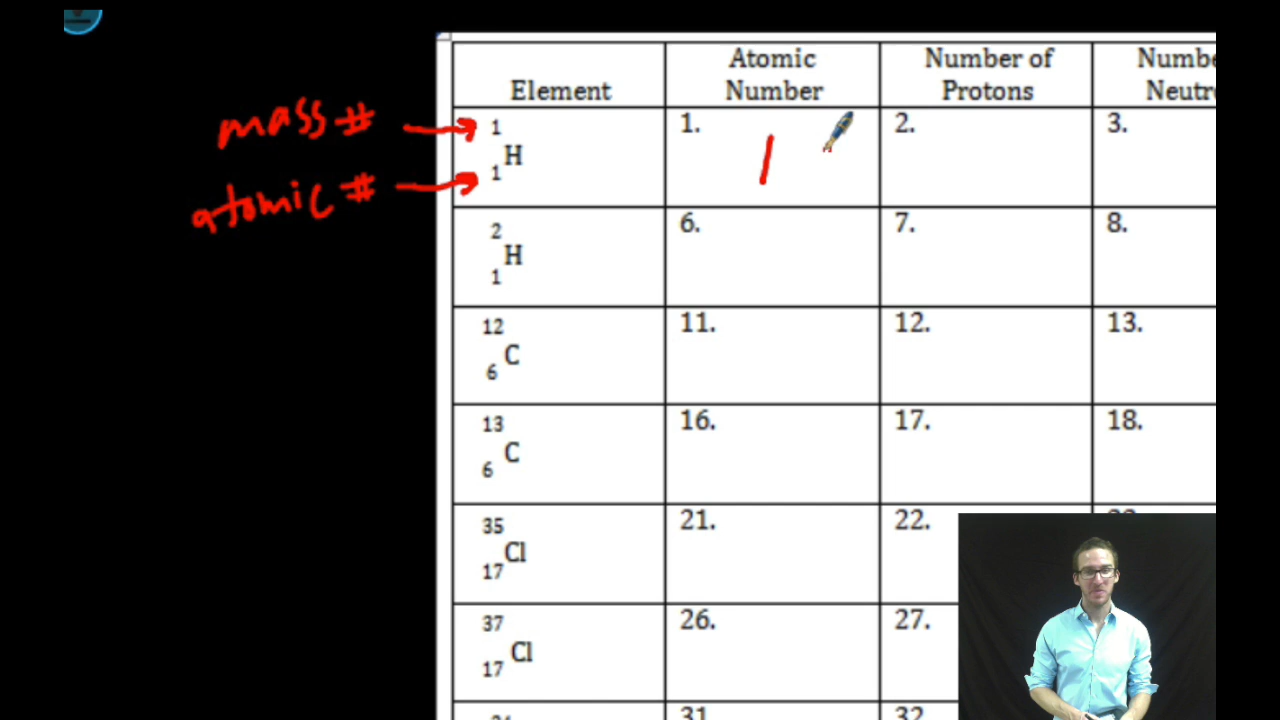 Element
Atomic Number
Number of Protons
mass #
1
H
1
atomic #
1.
1
2.
3.
2
H
1
6.
7.
8.
12
C
6
11.
12.
13.
13
C
6
16.
17.
18.
35
Cl
17
21.
22.
37
Cl
17
26.
27.
31.
32.